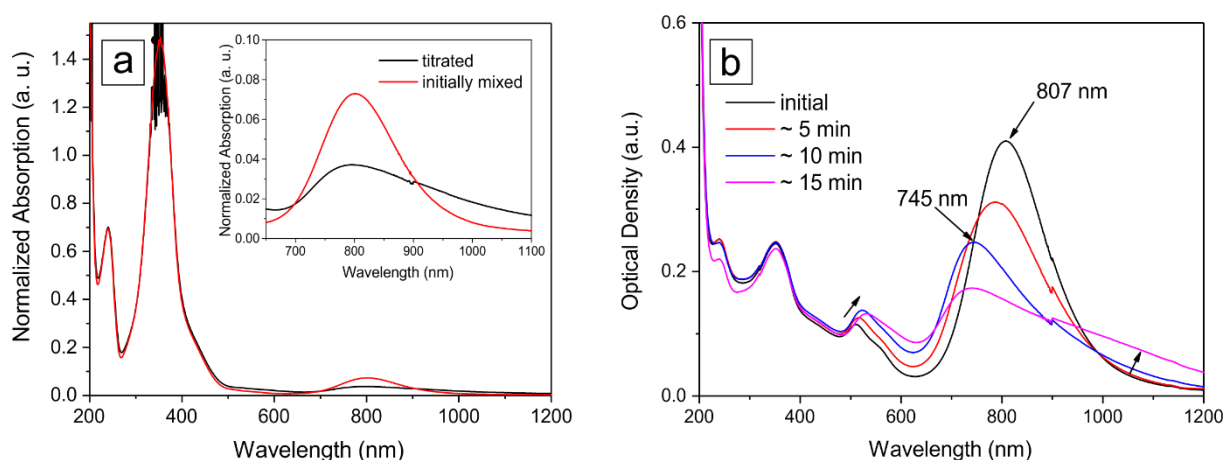 a
Normalized Absorption (a. u.)
1.4
1.2
1.0
0.8
0.6
0.4
0.2
0.0
200 400 600 800 1000 1200
Wavelength (nm)
Normalized Absorption (a. u.)
0.10
0.08
0.06
0.04
0.02
0.00
700 800 900 1000 1100
Wavelength (nm)
titrated
initially mixed
b
Optical Density (a.u.)
0.6
0.4
0.2
0.0
200 400 600 800 1000 1200
Wavelength (nm)
initial
~ 5 min
~ 10 min
~ 15 min
807 nm
745 nm